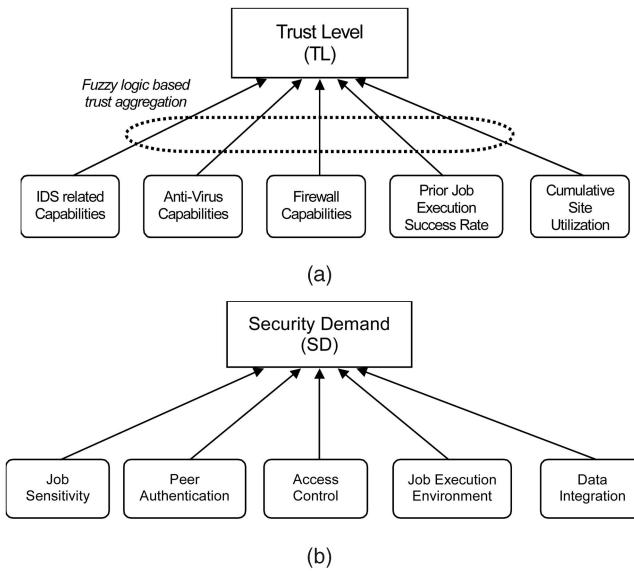 Trust Level
(TL)
Fuzzy logic based
trust aggregation
IDS related
Capabilities
Anti-Virus
Capabilities
Firewall
Capabilities
Prior Job
Execution
Success Rate
Cumulative
Site
Utilization
(a)
Security Demand
(SD)
Job
Sensitivity
Peer
Authentication
Access
Control
Job Execution
Environment
Data
Integration
(b)